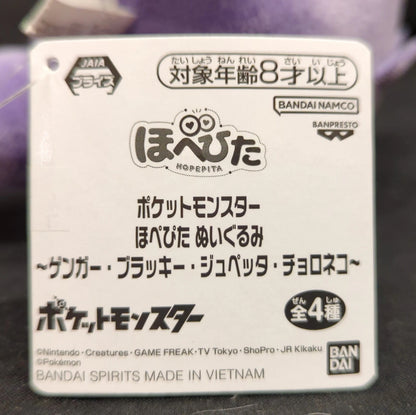 JAIA
プライズ
たいしょうねんれい さい いじょう
対象年齢8才以上
BANDAI NAMCO
BANPRESTO
ほぺぴた
HOPEPITA
ポケットモンスター
ほぺぴた ぬいぐるみ
~ゲンガー・ブラッキー・ジュペッタ・チョロネコ~
ポケットモンスター
ぜん しゅ
全4種
©Nintendo・Creatures・GAME FREAK・TV Tokyo・ShoPro・JR Kikaku
©Pokémon
BANDAI SPIRITS MADE IN VIETNAM
BAN
DAI